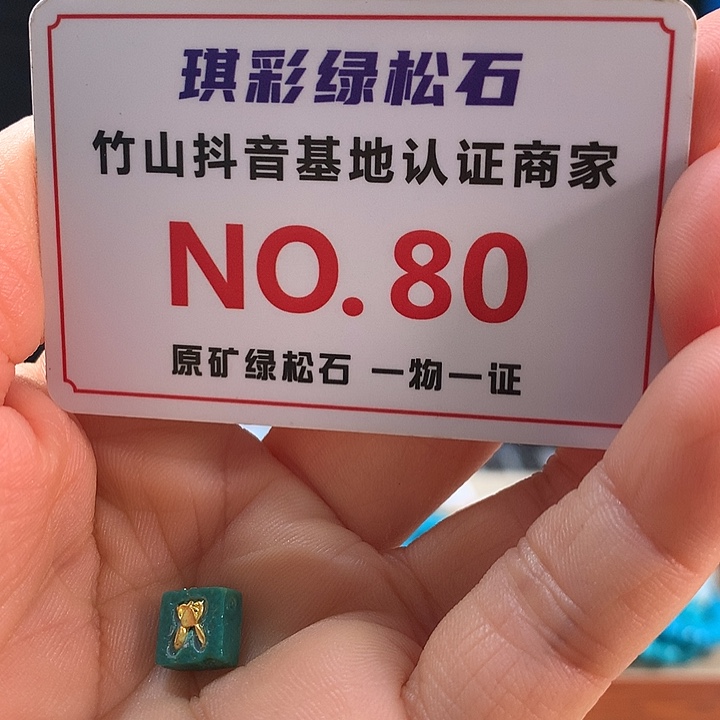 琪彩绿松石
竹山抖音基地认证商家
NO.80
原矿绿松石 一物一证